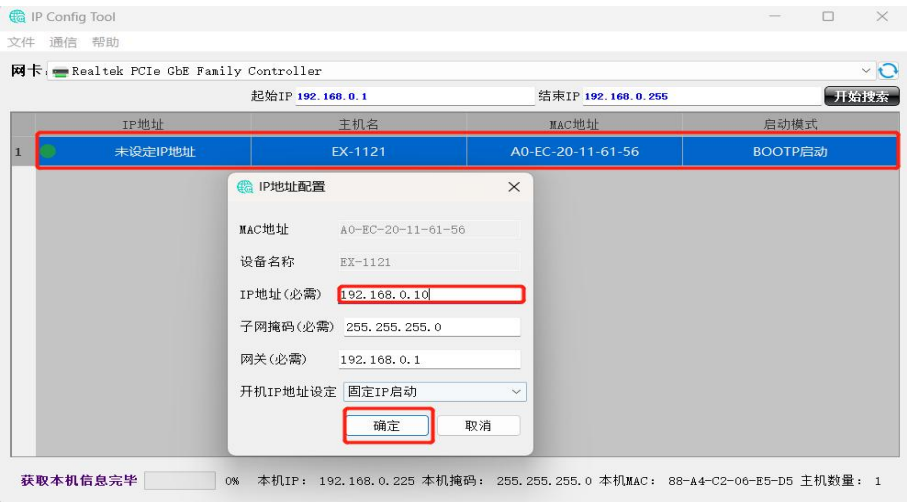 IP Config Tool
文件 通信 帮助
网卡: Realtek PCIe GbE Family Controller
起始IP 192.168.0.1 结束IP 192.168.0.255 开始搜索
IP地址 主机名 MAC地址 启动模式
1 未设定IP地址 EX-1121 A0-EC-20-11-61-56 BOOTP启动
IP地址配置
MAC地址 A0-EC-20-11-61-56
设备名称 EX-1121
IP地址(必需) 192.168.0.10
子网掩码(必需) 255.255.255.0
网关(必需) 192.168.0.1
开机IP地址设定 固定IP启动
确定 取消
获取本机信息完毕 0% 本机IP: 192.168.0.225 本机掩码: 255.255.255.0 本机MAC: 88-A4-C2-06-E5-D5 主机数量: 1